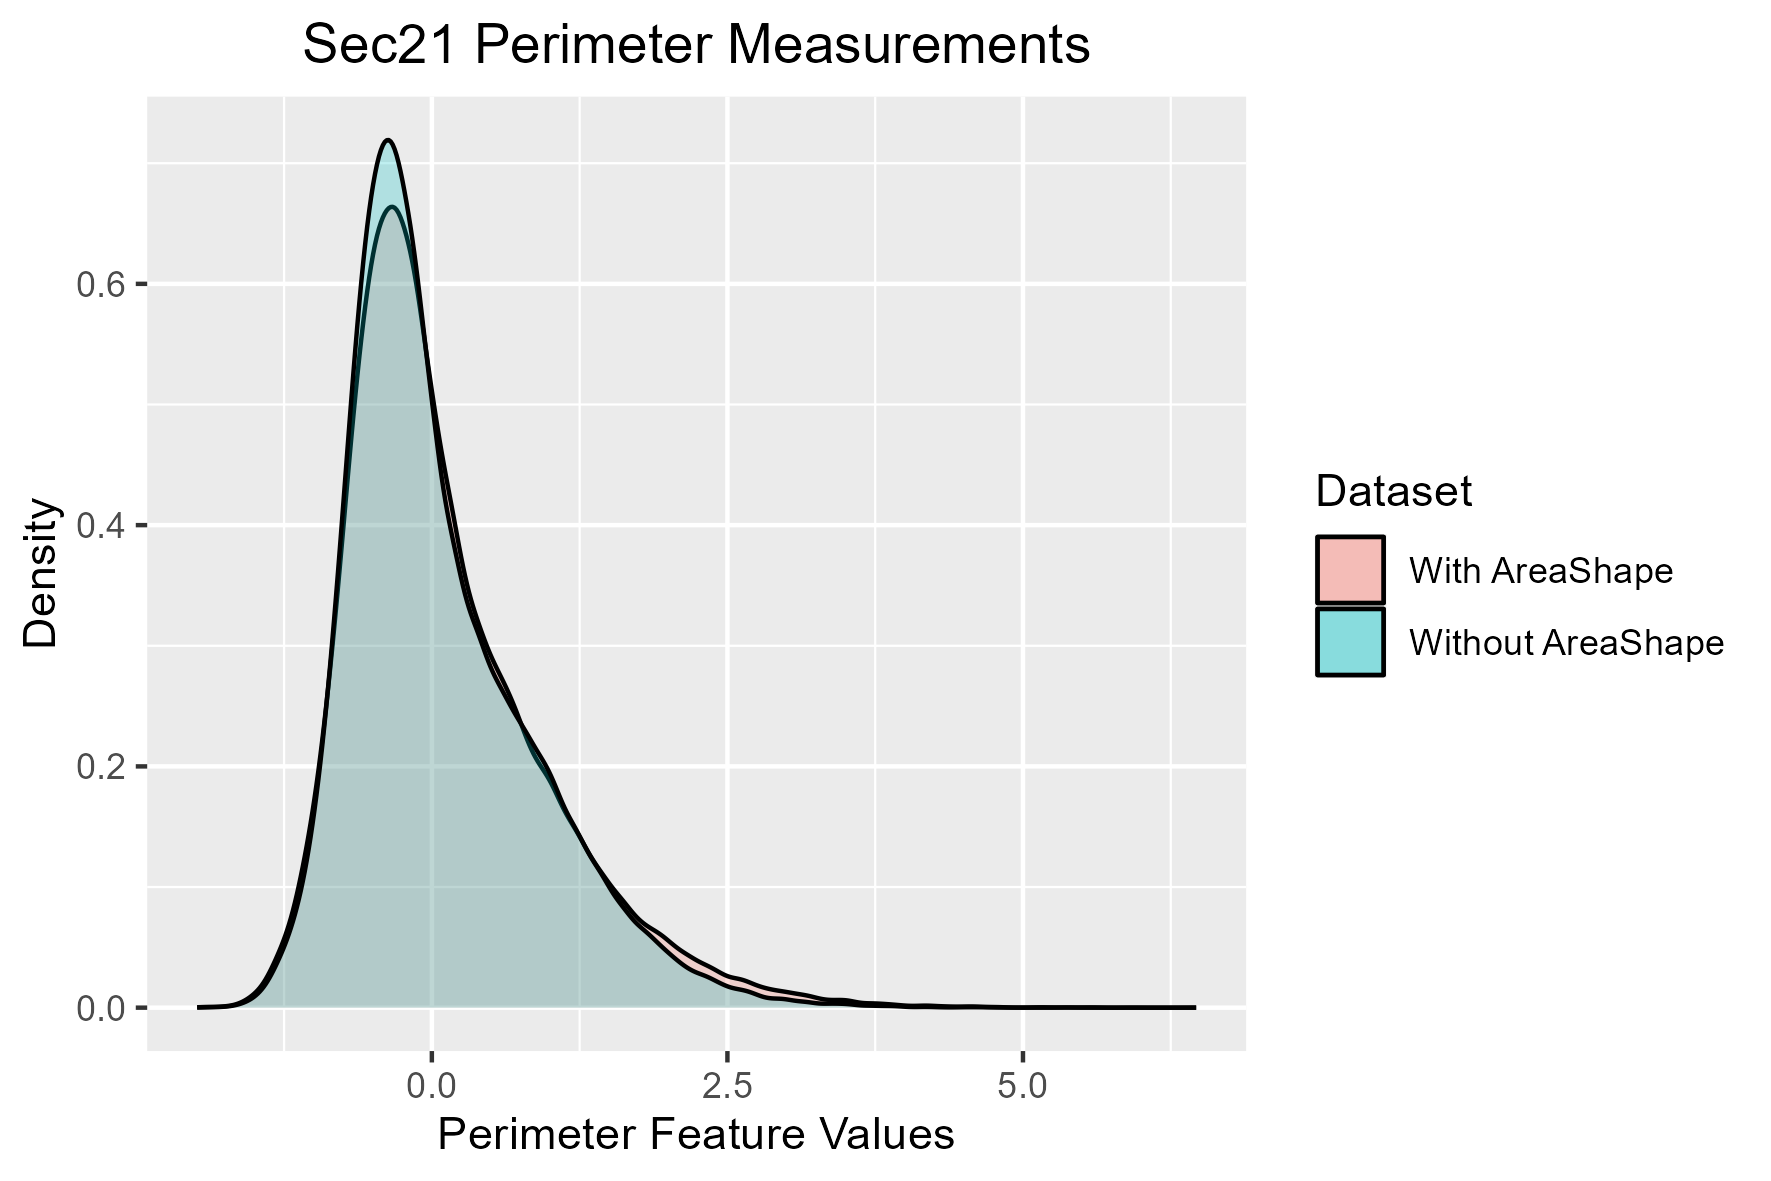 Sec21 Perimeter Measurements
Density
0.6
0.4
0.2
0.0
0.0 2.5 5.0
Perimeter Feature Values
Dataset
With AreaShape
Without AreaShape